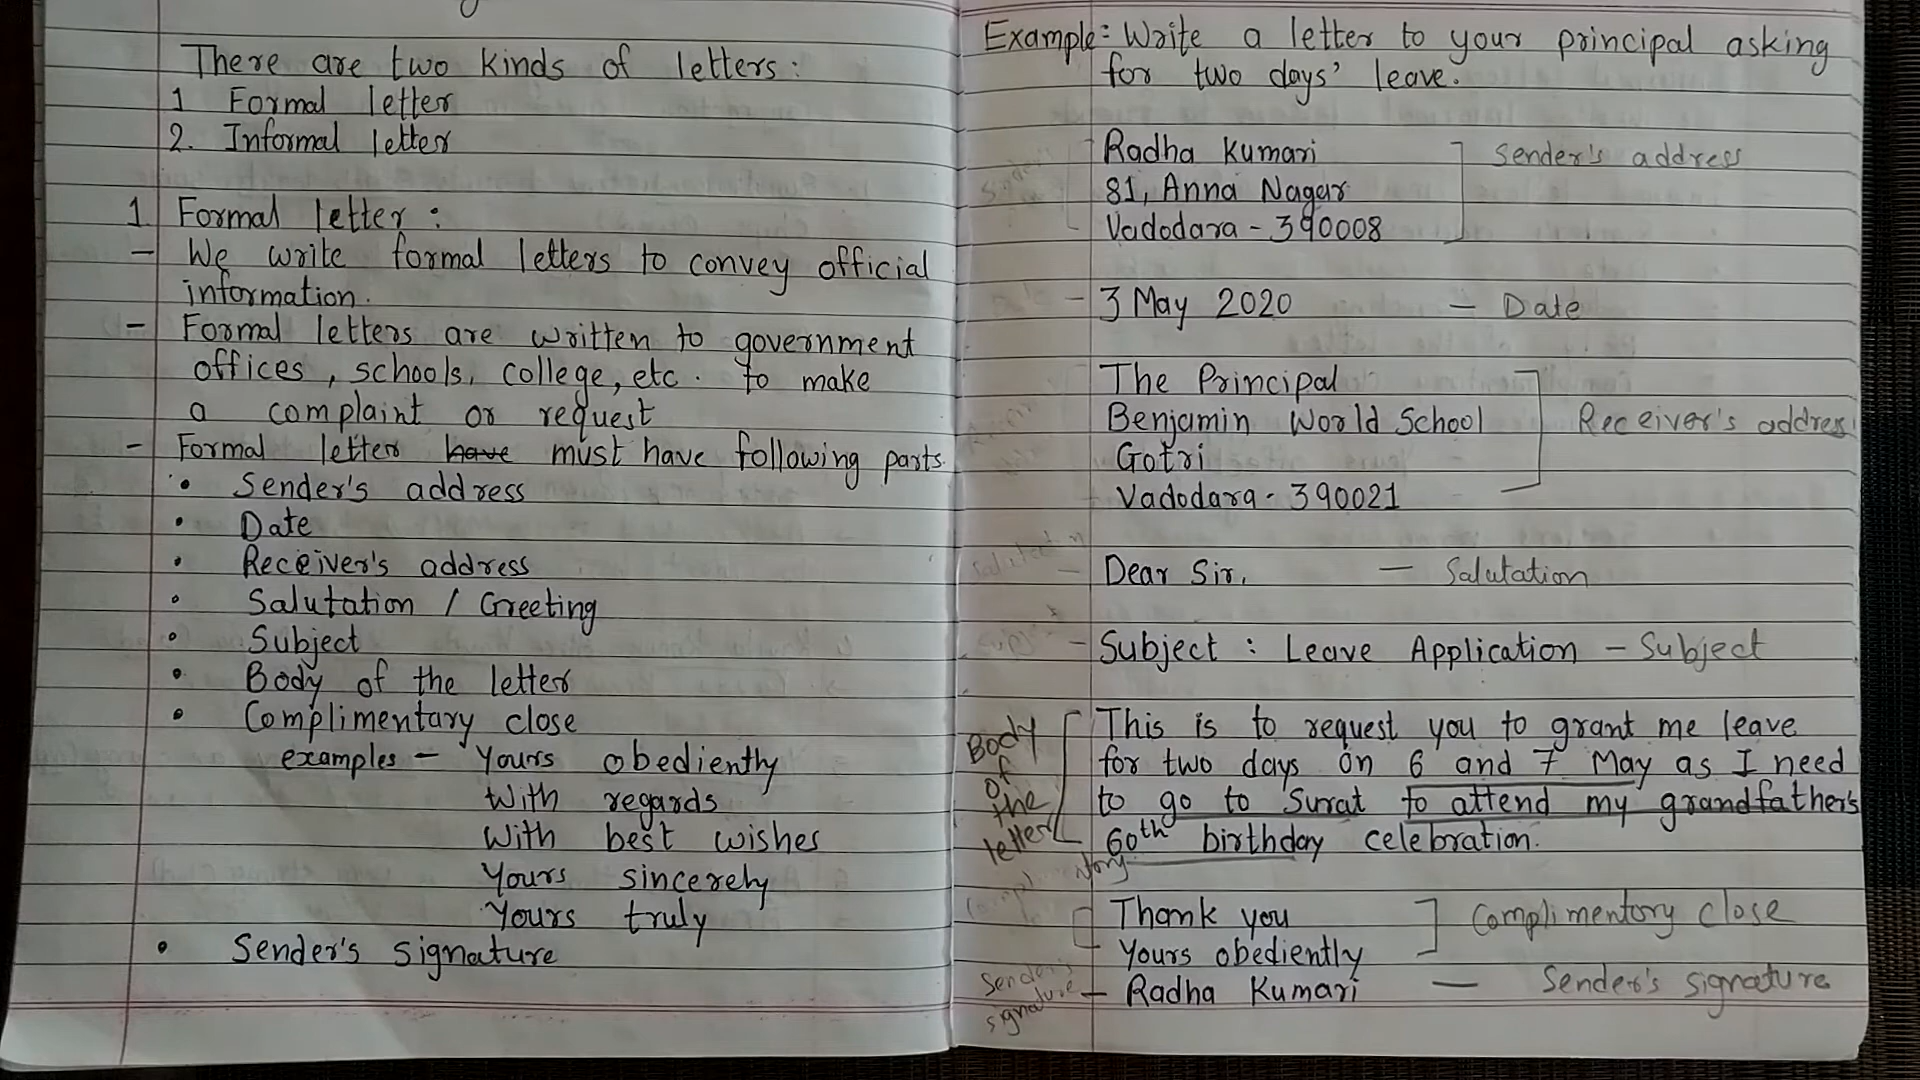 There are two kinds of letters :
1 Formal letter
2. Informal letter
1 Formal letter :
- We write formal letters to convey official
information.
- Formal letters are written to government
offices, schools, college, etc. to make
a complaint or request
- Formal letter have must have following parts.
• Sender's address
• Date
• Receiver's address
• Salutation / Greeting
• Subject
• Body of the letter
• Complimentary close
examples - Yours obediently
With regards
With best wishes
Yours sincerely
Yours truly
• Sender's signature
Example:- Write a letter to your principal asking
for two days' leave.
Radha Kumari Sender's address
81, Anna Nagar
Vadodara - 390008
- 3 May 2020 - Date
The Principal
Benjamin World School Receiver's address
Gotri
Vadodara - 390021
Dear Sir, - Salutation
- Subject : Leave Application - Subject
Body of the letter
This is to request you to grant me leave
for two days on 6 and 7 May as I need
to go to Surat to attend my grandfather's
60th birthday celebration.
Thank you Complimentory close
Yours obediently
Sender's signature - Radha Kumari - Sender's signature